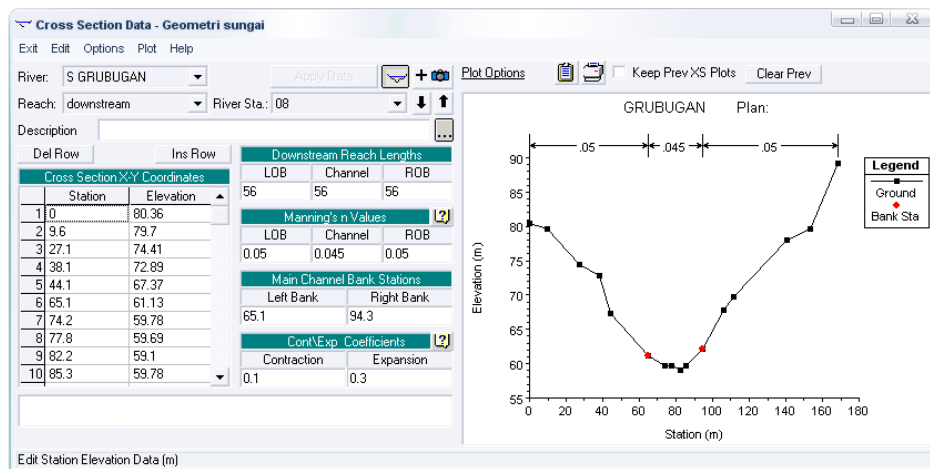 Cross Section Data - Geometri sungai
Exit Edit Options Plot Help
River: S GRUBUGAN Apply Data
Reach: downstream River Sta.: 08
Description ...
Del Row Ins Row
Cross Section X-Y Coordinates
Station Elevation
1 0 80.36
2 9.6 79.7
3 27.1 74.41
4 38.1 72.89
5 44.1 67.37
6 65.1 61.13
7 74.2 59.78
8 77.8 59.69
9 82.2 59.1
10 85.3 59.78
Downstream Reach Lengths
LOB Channel ROB
56 56 56
Manning's n Values
LOB Channel ROB
0.05 0.045 0.05
Main Channel Bank Stations
Left Bank Right Bank
65.1 94.3
Cont\Exp Coefficients
Contraction Expansion
0.1 0.3
Edit Station Elevation Data (m)
Plot Options Keep Prev XS Plots Clear Prev
GRUBUGAN Plan:
.05 .045 .05
90
85
80
75
70
65
60
55
Elevation (m)
0 20 40 60 80 100 120 140 160 180
Station (m)
Legend
Ground
Bank Sta